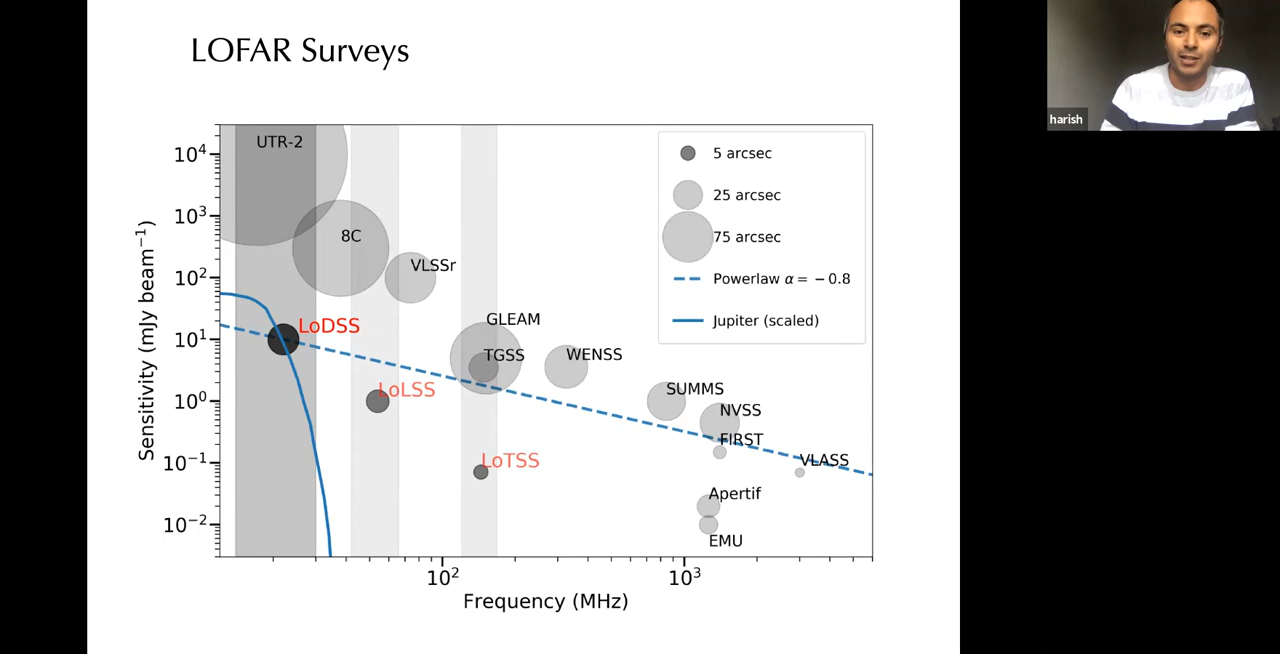 LOFAR Surveys
harish
Sensitivity (mJy beam⁻¹)
10⁴
10³
10²
10¹
10⁰
10⁻¹
10⁻²
UTR-2
8C
VLSSr
LoDSS
GLEAM
TGSS
WENSS
LoLSS
SUMMS
NVSS
FIRST
LoTSS
VLASS
Apertif
EMU
5 arcsec
25 arcsec
75 arcsec
Powerlaw α = −0.8
Jupiter (scaled)
10²
10³
Frequency (MHz)